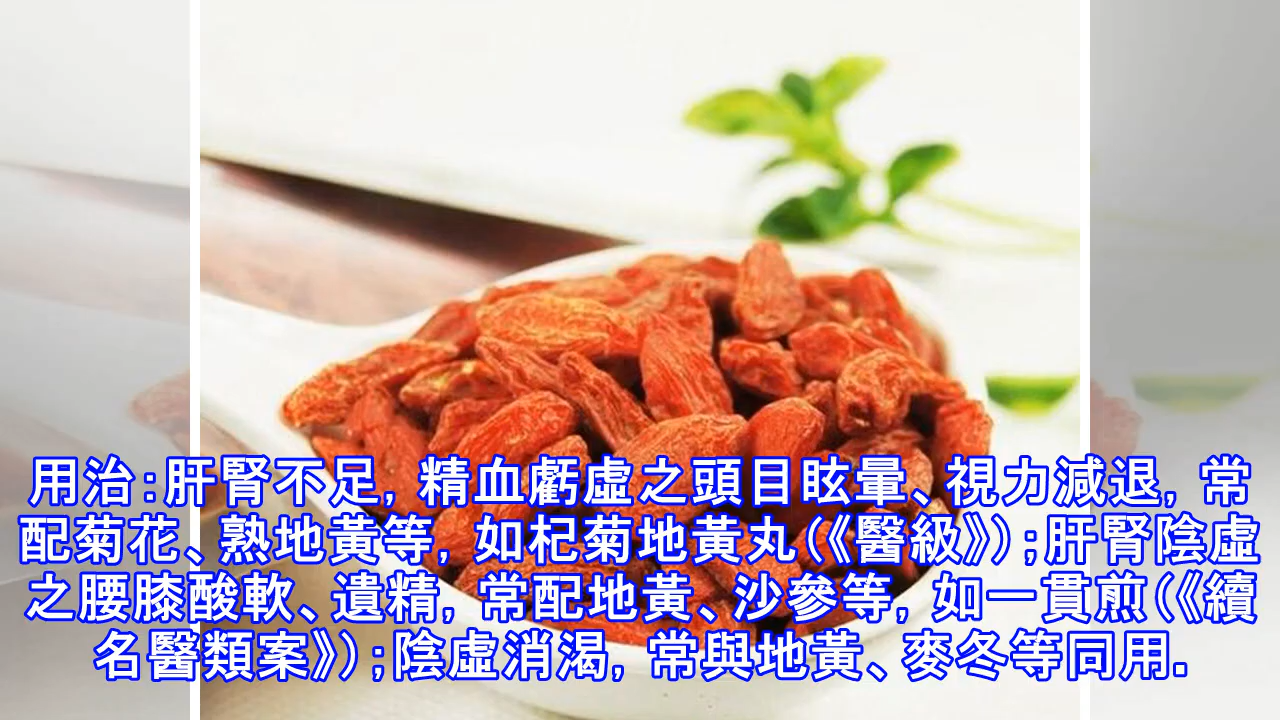 用治:肝腎不足, 精血虧虛之頭目眩暈、視力減退, 常
配菊花、熟地黃等, 如杞菊地黃丸(《醫級》);肝腎陰虛
之腰膝酸軟、遺精, 常配地黃、沙參等, 如一貫煎(《續
名醫類案》);陰虛消渴, 常與地黃、麥冬等同用.